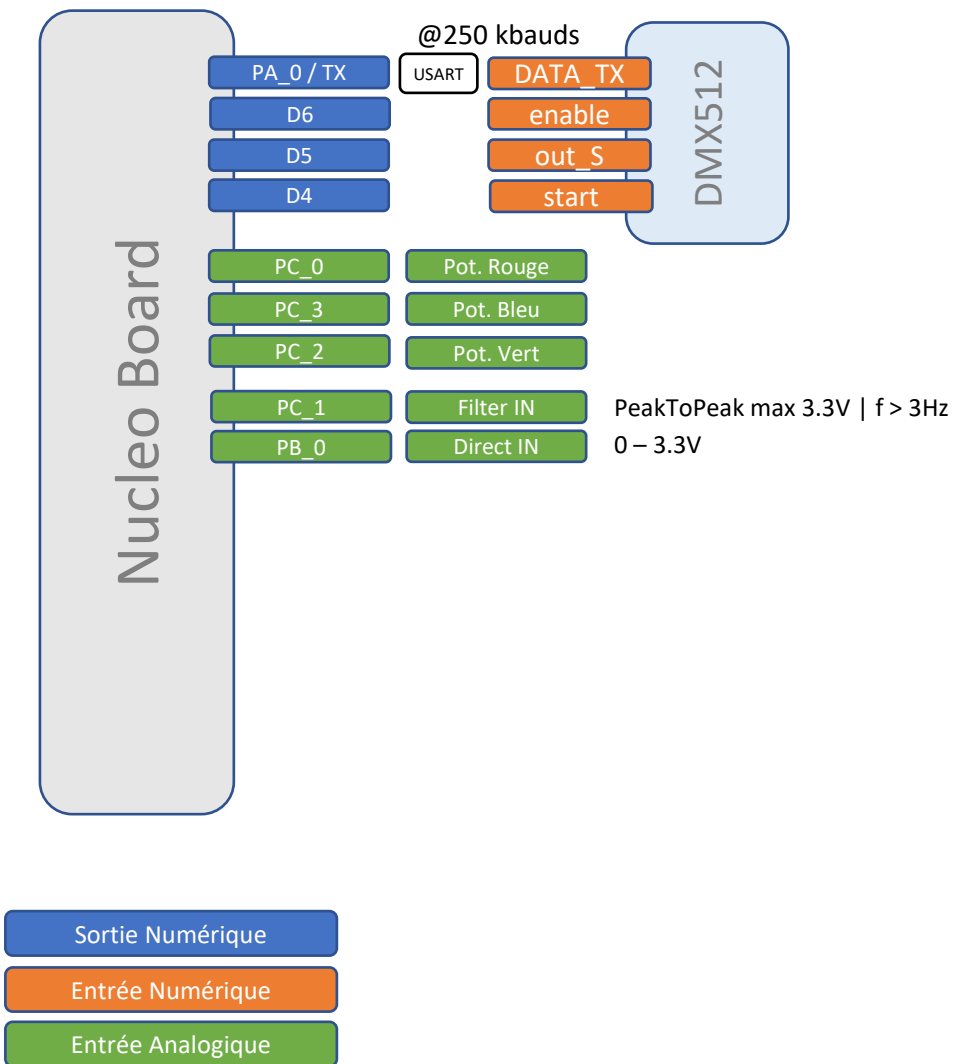 @250 kbauds
PA_0 / TX USART DATA_TX
D6 enable
D5 out_S
D4 start
DMX512
Nucleo Board
PC_0 Pot. Rouge
PC_3 Pot. Bleu
PC_2 Pot. Vert
PC_1 Filter IN PeakToPeak max 3.3V | f > 3Hz
PB_0 Direct IN 0 – 3.3V
Sortie Numérique
Entrée Numérique
Entrée Analogique